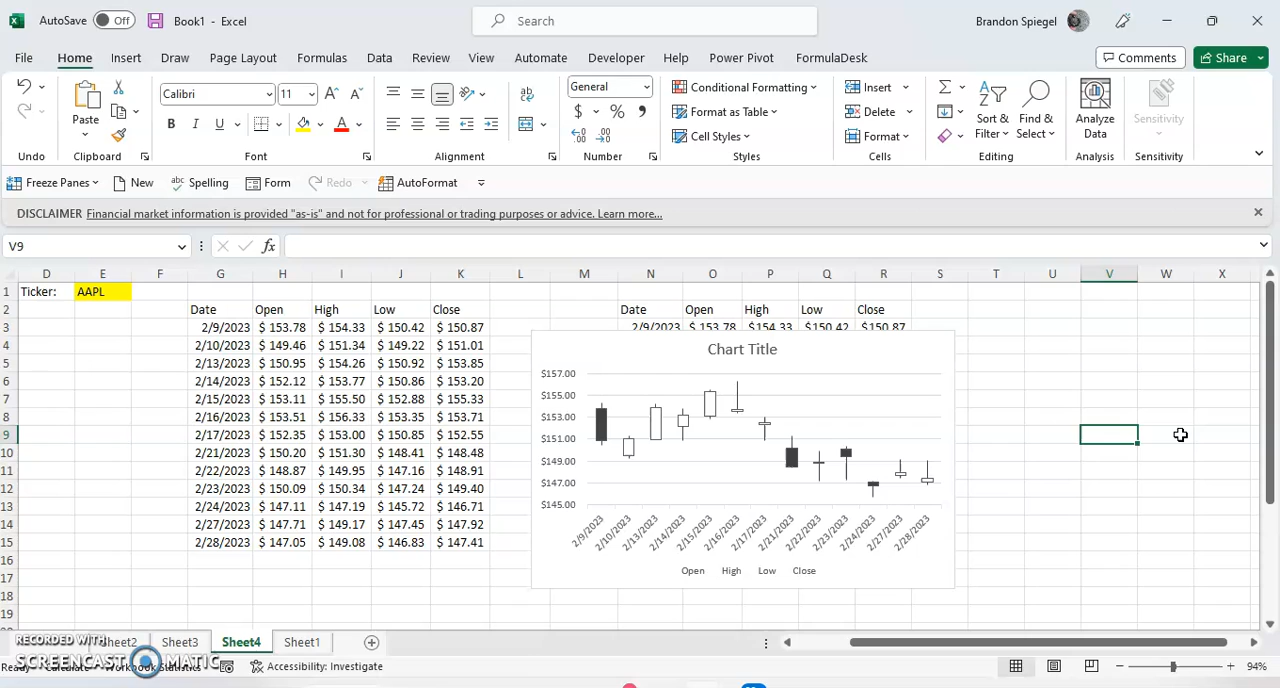 AutoSave Off Book1 - Excel Search Brandon Spiegel
File Home Insert Draw Page Layout Formulas Data Review View Automate Developer Help Power Pivot FormulaDesk Comments Share
Paste Calibri 11 ab General Conditional Formatting Insert Σ Sort & Find & Analyze Sensitivity
B I U A $ % , Format as Table Delete Filter Select Data
Cell Styles Format
Undo Clipboard Font Alignment Number Styles Cells Editing Analysis Sensitivity
Freeze Panes New Spelling Form Redo AutoFormat
DISCLAIMER Financial market information is provided "as-is" and not for professional or trading purposes or advice. Learn more...
V9 fx
D E F G H I J K L M N O P Q R S T U V W X
1 Ticker: AAPL
2 Date Open High Low Close Date Open High Low Close
3 2/9/2023 $ 153.78 $ 154.33 $ 150.42 $ 150.87 2/9/2023 $ 153.78 $154.33 $ 150.42 $150.87
4 2/10/2023 $ 149.46 $ 151.34 $ 149.22 $ 151.01
5 2/13/2023 $ 150.95 $ 154.26 $ 150.92 $ 153.85
6 2/14/2023 $ 152.12 $ 153.77 $ 150.86 $ 153.20
7 2/15/2023 $ 153.11 $ 155.50 $ 152.88 $ 155.33
8 2/16/2023 $ 153.51 $ 156.33 $ 153.35 $ 153.71
9 2/17/2023 $ 152.35 $ 153.00 $ 150.85 $ 152.55
10 2/21/2023 $ 150.20 $ 151.30 $ 148.41 $ 148.48
11 2/22/2023 $ 148.87 $ 149.95 $ 147.16 $ 148.91
12 2/23/2023 $ 150.09 $ 150.34 $ 147.24 $ 149.40
13 2/24/2023 $ 147.11 $ 147.19 $ 145.72 $ 146.71
14 2/27/2023 $ 147.71 $ 149.17 $ 147.45 $ 147.92
15 2/28/2023 $ 147.05 $ 149.08 $ 146.83 $ 147.41
16
17
18
19
Chart Title
$157.00
$155.00
$153.00
$151.00
$149.00
$147.00
$145.00
2/9/2023 2/10/2023 2/13/2023 2/14/2023 2/15/2023 2/16/2023 2/17/2023 2/21/2023 2/22/2023 2/23/2023 2/24/2023 2/27/2023 2/28/2023
Open High Low Close
Sheet2 Sheet3 Sheet4 Sheet1
RECORDED WITH
SCREENCAST MATIC
Ready Workbook Statistics Accessibility: Investigate 94%